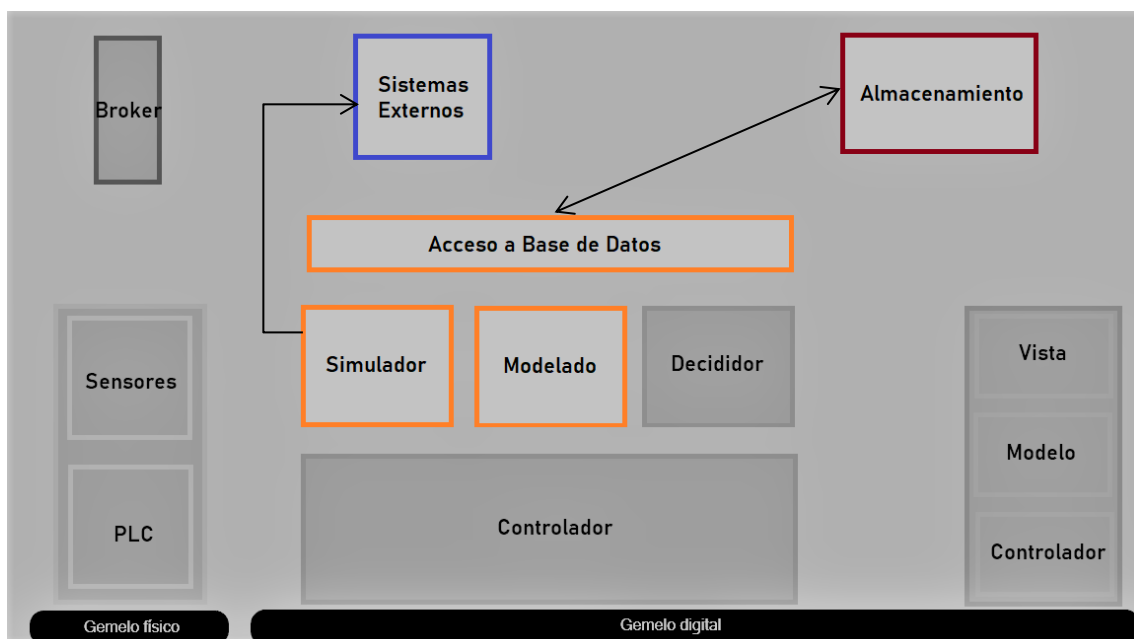 Broker
Sistemas
Externos
Almacenamiento
Acceso a Base de Datos
Sensores
PLC
Simulador
Modelado
Decididor
Controlador
Vista
Modelo
Controlador
Gemelo físico
Gemelo digital